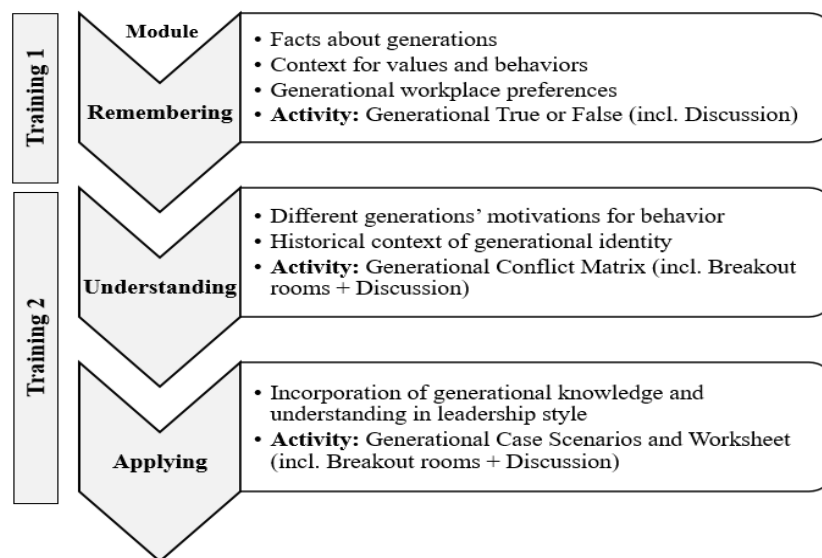 Training 1
Module
Remembering
• Facts about generations
• Context for values and behaviors
• Generational workplace preferences
• Activity: Generational True or False (incl. Discussion)
Training 2
Understanding
• Different generations’ motivations for behavior
• Historical context of generational identity
• Activity: Generational Conflict Matrix (incl. Breakout
rooms + Discussion)
Applying
• Incorporation of generational knowledge and
understanding in leadership style
• Activity: Generational Case Scenarios and Worksheet
(incl. Breakout rooms + Discussion)